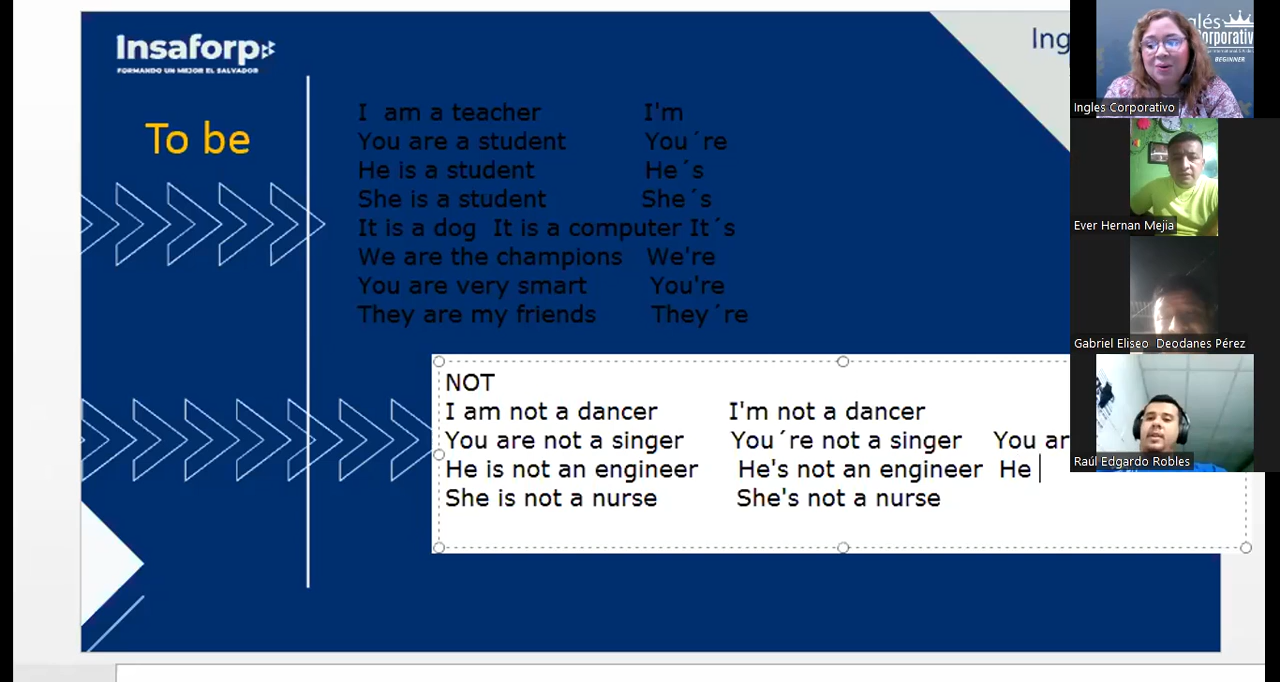 Insaforp
FORMANDO UN MEJOR EL SALVADOR
Ing
To be
I am a teacher I'm
You are a student You´re
He is a student He´s
She is a student She´s
It is a dog It is a computer It´s
We are the champions We're
You are very smart You're
They are my friends They´re
NOT
I am not a dancer I'm not a dancer
You are not a singer You´re not a singer You ar
He is not an engineer He's not an engineer He
She is not a nurse She's not a nurse
glés
Corporativ
BEGINNER
Ingles Corporativo
Ever Hernan Mejia
Gabriel Eliseo Deodanes Pérez
Raúl Edgardo Robles